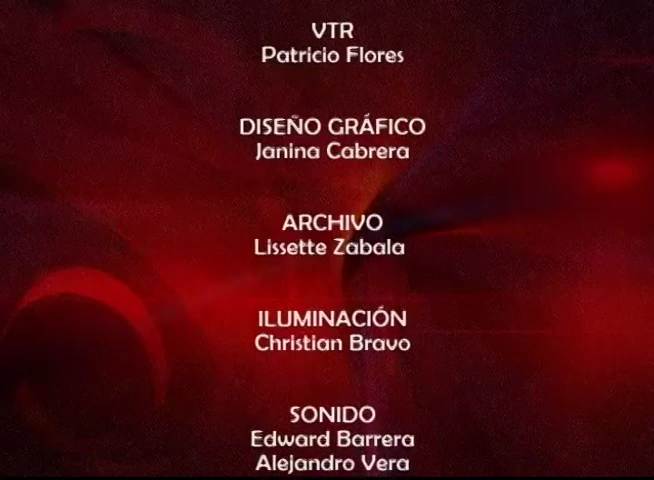 VTR
Patricio Flores
DISEÑO GRÁFICO
Janina Cabrera
ARCHIVO
Lissette Zabala
ILUMINACIÓN
Christian Bravo
SONIDO
Edward Barrera
Alejandro Vera